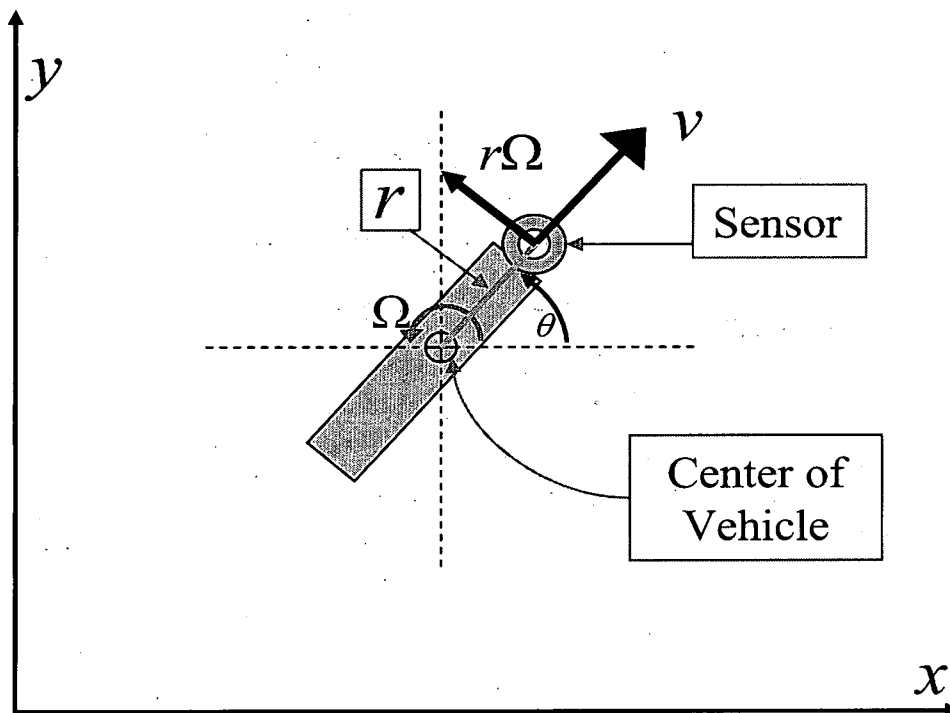 y
v
rΩ
r
Sensor
Ω
θ
Center of
Vehicle
x